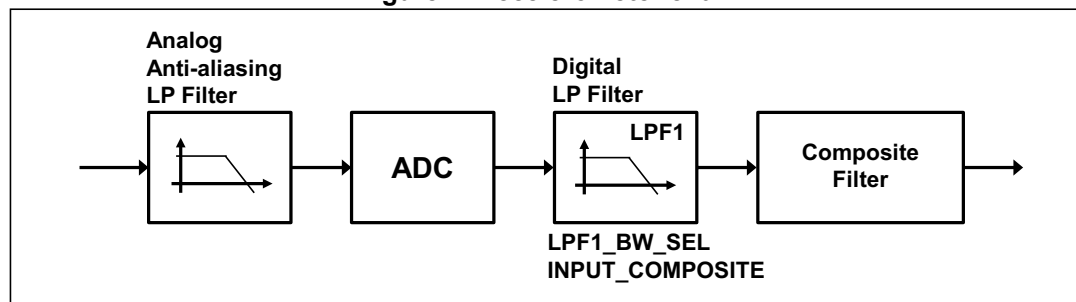 Analog
Anti-aliasing
LP Filter
ADC
Digital
LP Filter
LPF1
LPF1_BW_SEL
INPUT_COMPOSITE
Composite
Filter